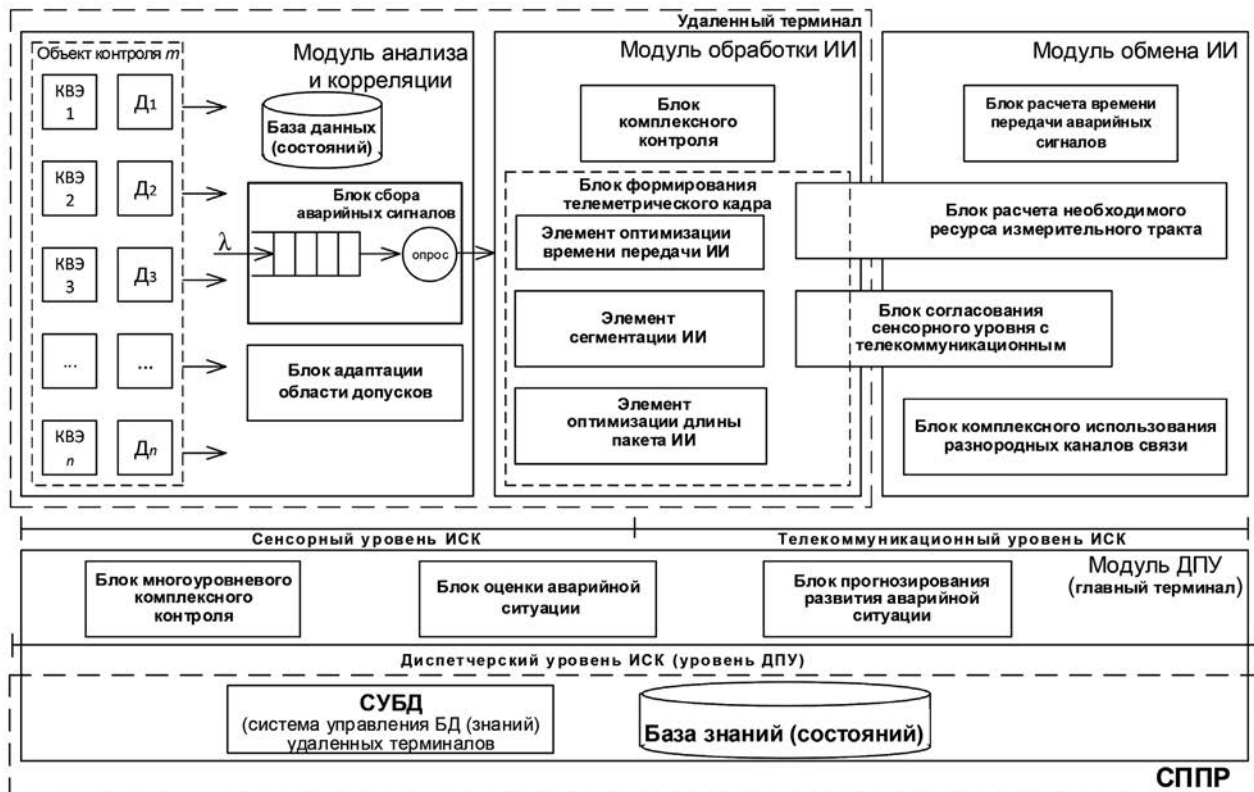 Удаленный терминал
Объект контроля m
КВЭ
1
Д1
КВЭ
2
Д2
КВЭ
3
Д3
...
...
КВЭ
n
Дn
Модуль анализа
и корреляции
База данных
(состояний)
Блок сбора
аварийных сигналов
λ
опрос
Блок адаптации
области допусков
Модуль обработки ИИ
Блок
комплексного
контроля
Блок формирования
телеметрического кадра
Элемент оптимизации
времени передачи ИИ
Элемент
сегментации ИИ
Элемент
оптимизации длины
пакета ИИ
Модуль обмена ИИ
Блок расчета времени
передачи аварийных
сигналов
Блок расчета необходимого
ресурса измерительного тракта
Блок согласования
сенсорного уровня с
телекоммуникационным
Блок комплексного использования
разнородных каналов связи
Сенсорный уровень ИСК
Телекоммуникационный уровень ИСК
Модуль ДПУ
(главный терминал)
Блок многоуровневого
комплексного
контроля
Блок оценки аварийной
ситуации
Блок прогнозирования
развития аварийной
ситуации
Диспетчерский уровень ИСК (уровень ДПУ)
СУБД
(система управления БД (знаний)
удаленных терминалов
База знаний (состояний)
СППР